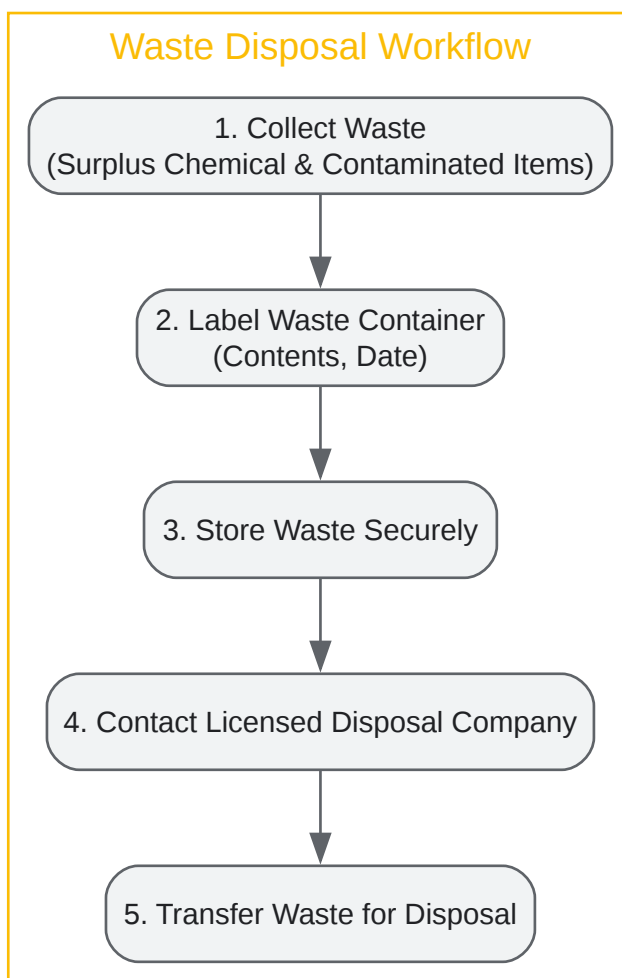 Waste Disposal Workflow
1. Collect Waste
(Surplus Chemical & Contaminated Items)
2. Label Waste Container
(Contents, Date)
3. Store Waste Securely
4. Contact Licensed Disposal Company
5. Transfer Waste for Disposal